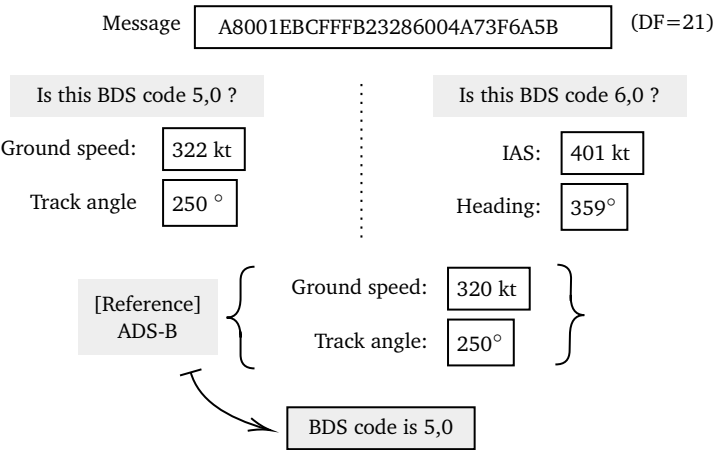 Message A8001EBCFFFB23286004A73F6A5B (DF=21)
Is this BDS code 5,0 ?
Ground speed: 322 kt
Track angle 250 °
Is this BDS code 6,0 ?
IAS: 401 kt
Heading: 359°
[Reference]
ADS-B
Ground speed: 320 kt
Track angle: 250°
BDS code is 5,0